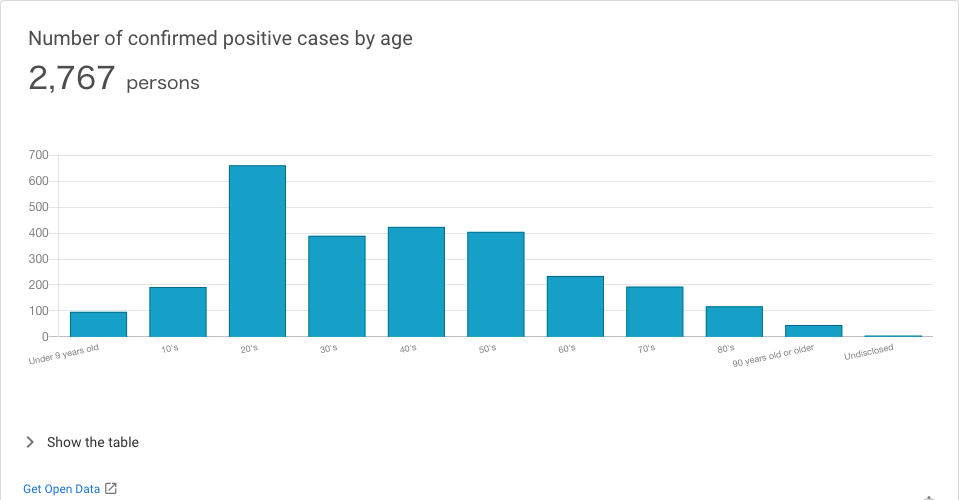 Number of confirmed positive cases by age
2,767 persons
700
600
500
400
300
200
100
0
Under 9 years old
10's
20's
30's
40's
50's
60's
70's
80's
90 years old or older
Undisclosed
Show the table
Get Open Data